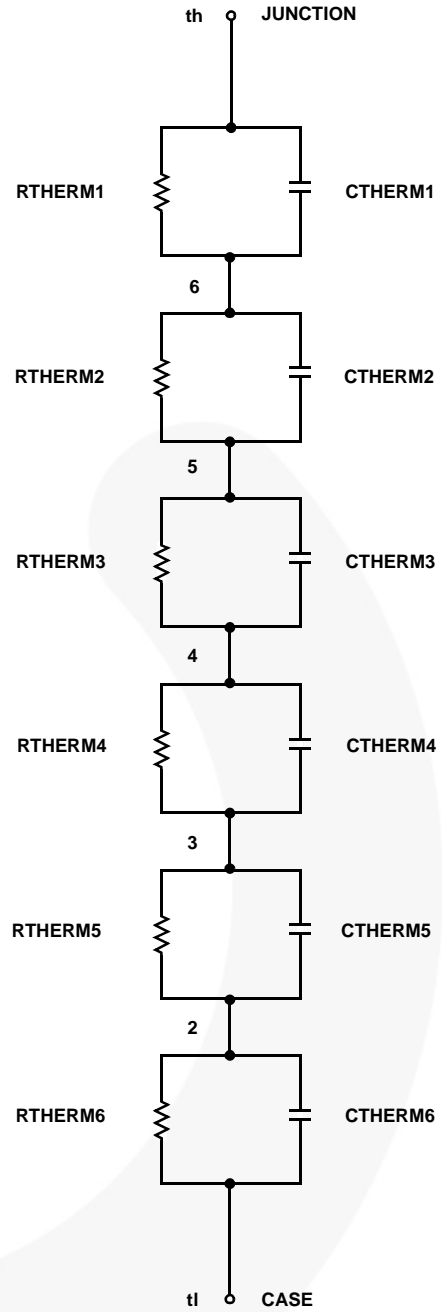 th JUNCTION
RTHERM1 CTHERM1
6
RTHERM2 CTHERM2
5
RTHERM3 CTHERM3
4
RTHERM4 CTHERM4
3
RTHERM5 CTHERM5
2
RTHERM6 CTHERM6
tl CASE